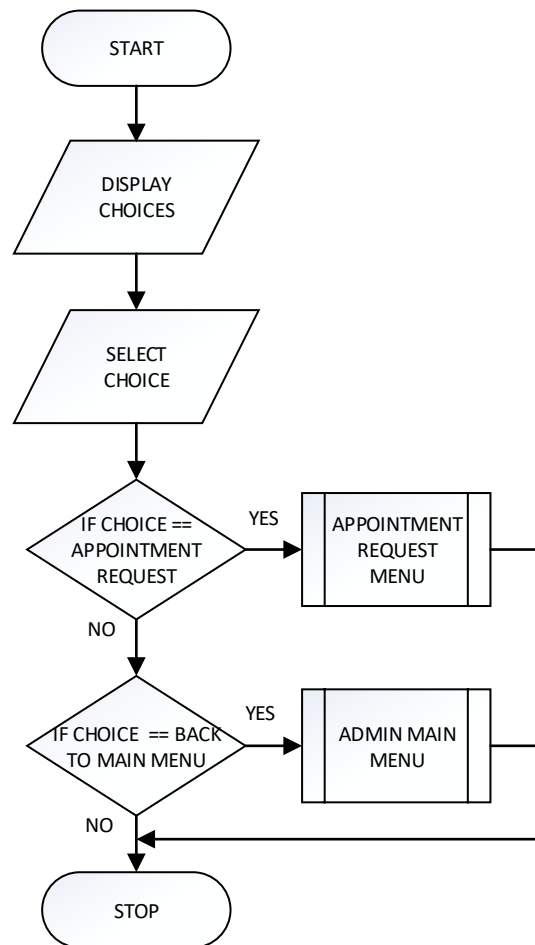 START
DISPLAY
CHOICES
SELECT
CHOICE
IF CHOICE ==
APPOINTMENT
REQUEST
YES
APPOINTMENT
REQUEST
MENU
NO
IF CHOICE == BACK
TO MAIN MENU
YES
ADMIN MAIN
MENU
NO
STOP